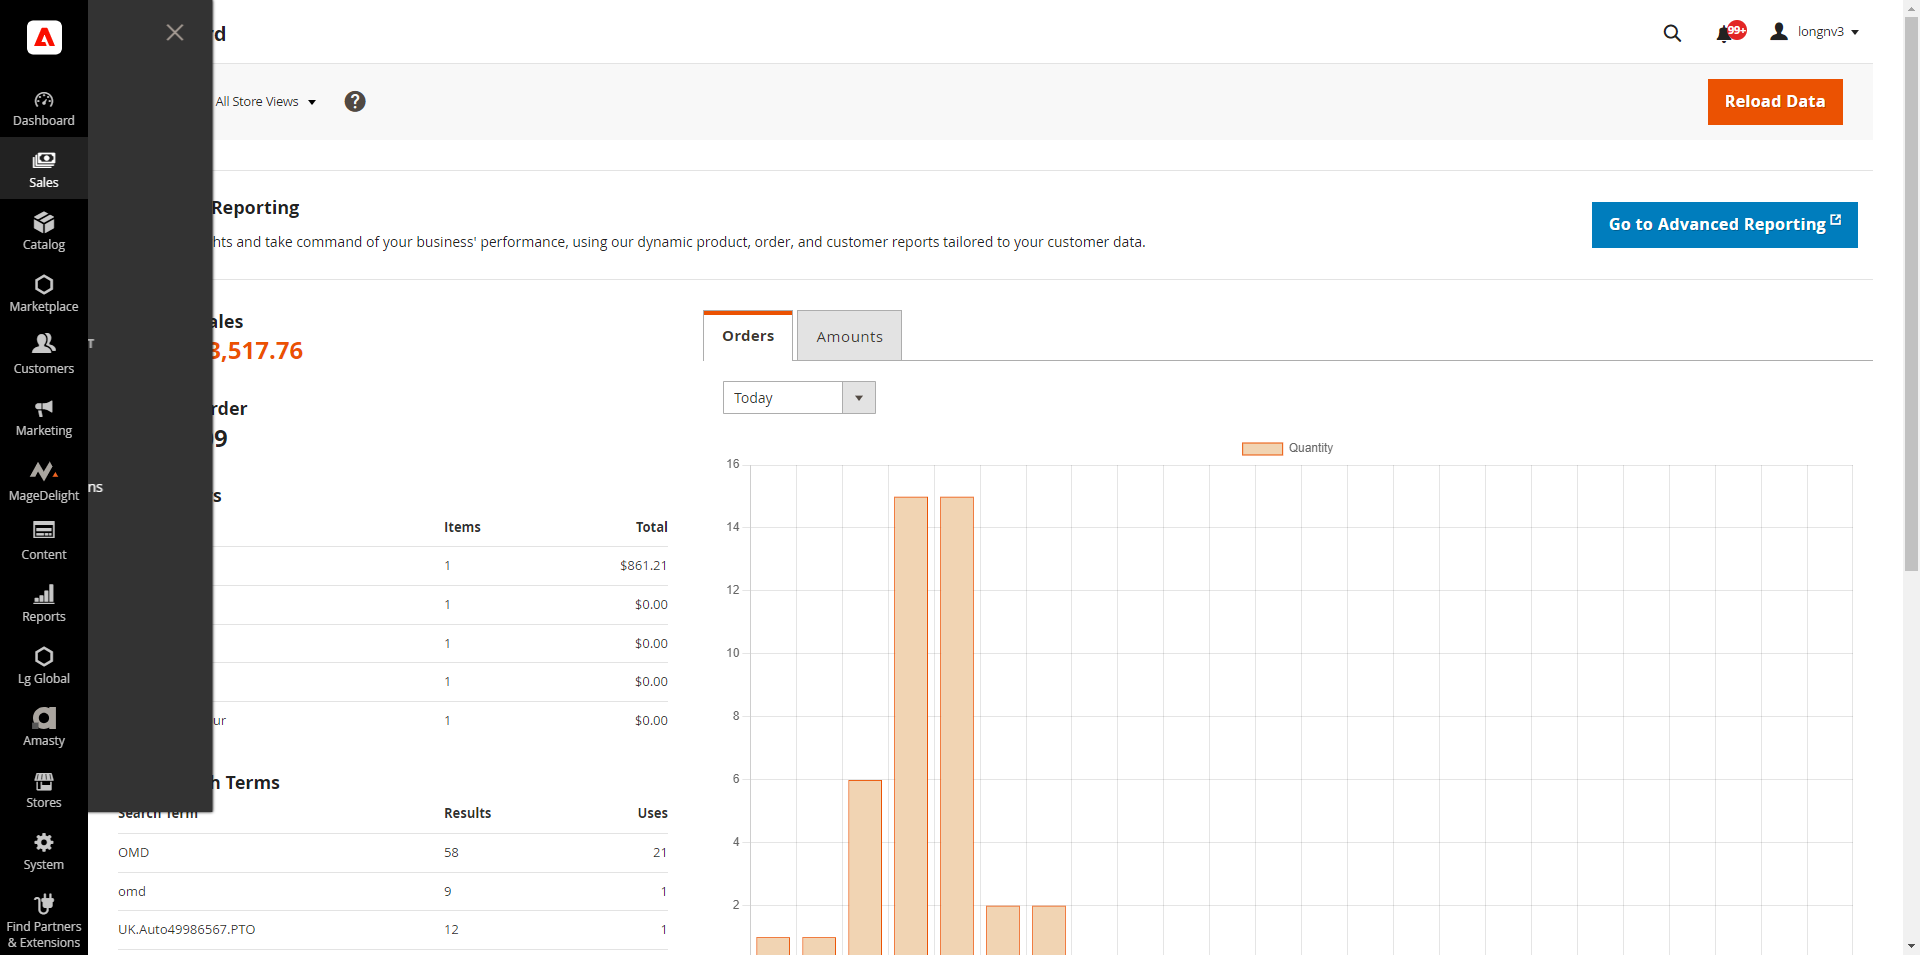 Dashboard
Sales
Catalog
Marketplace
Customers
Marketing
MageDelight
Content
Reports
Lg Global
Amasty
Stores
System
Find Partners
& Extensions
99+
longnv3
All Store Views
?
Reload Data
Reporting
and take command of your business' performance, using our dynamic product, order, and customer reports tailored to your customer data.
Go to Advanced Reporting
3,517.76
Items Total
1 $861.21
1 $0.00
1 $0.00
1 $0.00
1 $0.00
Terms
Search Term Results Uses
OMD 58 21
omd 9 1
UK.Auto49986567.PTO 12 1
Orders
Amounts
Today
Quantity
16
14
12
10
8
6
4
2